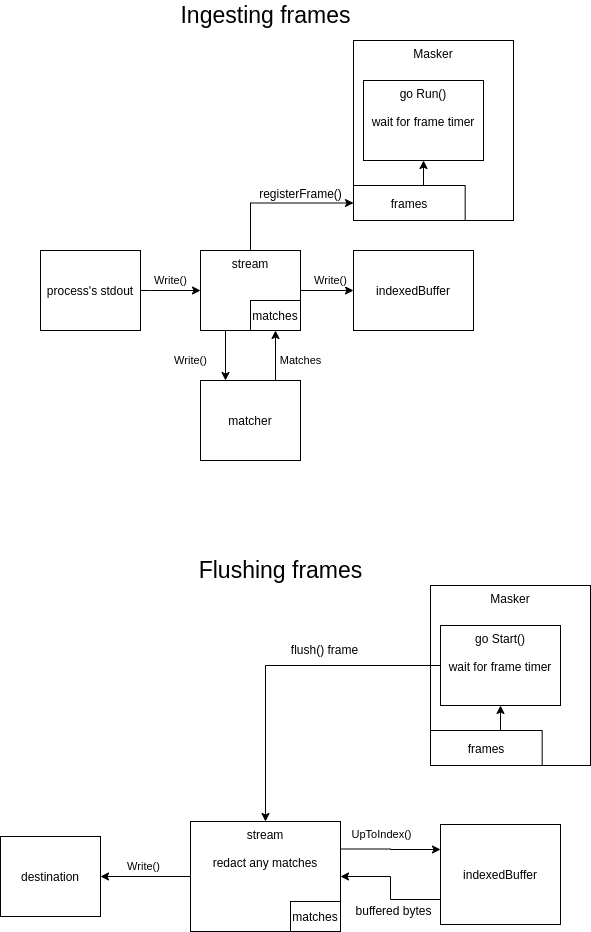 Ingesting frames
Masker
go Run()
wait for frame timer
registerFrame()
frames
stream
process's stdout
Write()
Write()
indexedBuffer
matches
Write()
Matches
matcher
Flushing frames
Masker
go Start()
flush() frame
wait for frame timer
frames
stream
UpToIndex()
redact any matches
Write()
destination
indexedBuffer
buffered bytes
matches